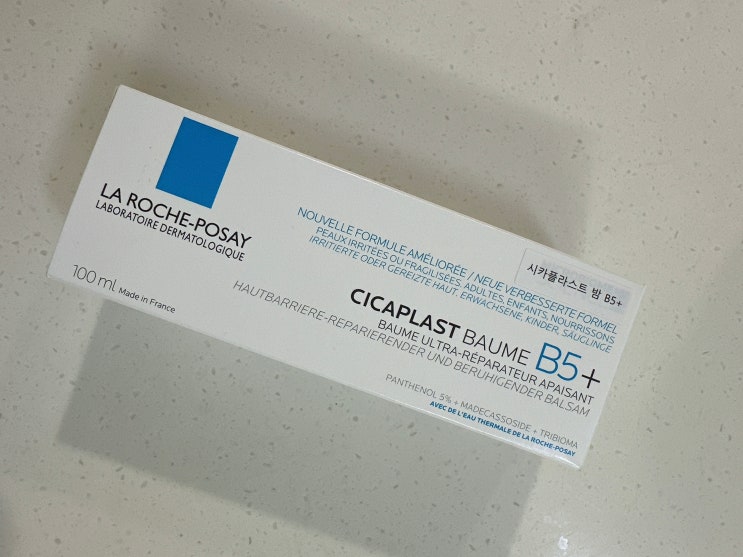 LA ROCHE-POSAY
LABORATOIRE DERMATOLOGIQUE
100 ml Made in France
NOUVELLE FORMULE AMÉLIORÉE / NEUE VERBESSERTE FORMEL
PEAUX IRRITÉES OU FRAGILISÉES, ADULTES, ENFANTS, NOURRISSONS
IRRITIERTE ODER GEREIZTE HAUT, ERWACHSENE, KINDER, SÄUGLINGE
시카플라스트 밤 B5+
CICAPLAST BAUME B5+
BAUME ULTRA-RÉPARATEUR APAISANT
HAUTBARRIERE-REPARIERENDER UND BERUHIGENDER BALSAM
PANTHENOL 5% + MADECASSOSIDE + TRIBIOMA
AVEC DE L'EAU THERMALE DE LA ROCHE-POSAY